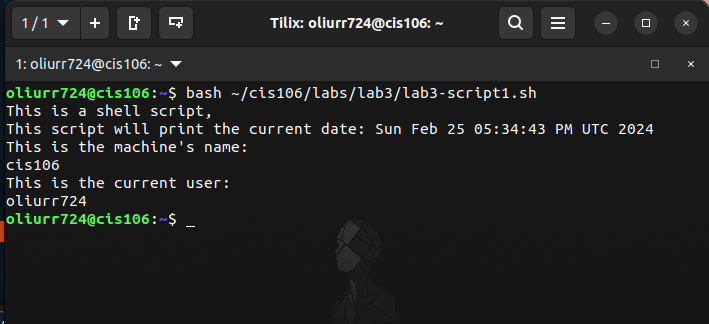 1 / 1
Tilix: oliurr724@cis106: ~
1: oliurr724@cis106: ~
oliurr724@cis106:~$ bash ~/cis106/labs/lab3/lab3-script1.sh
This is a shell script,
This script will print the current date: Sun Feb 25 05:34:43 PM UTC 2024
This is the machine's name:
cis106
This is the current user:
oliurr724
oliurr724@cis106:~$ _